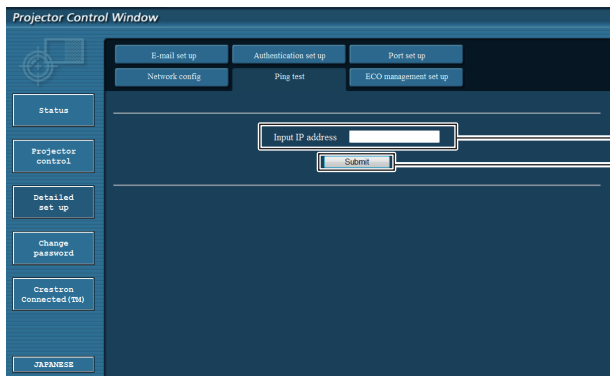 Projector Control Window
E-mail set up
Authentication set up
Port set up
Network config
Ping test
ECO management set up
Status
Projector
control
Detailed
set up
Change
password
Crestron
Connected(TM)
JAPANESE
Input IP address
Submit